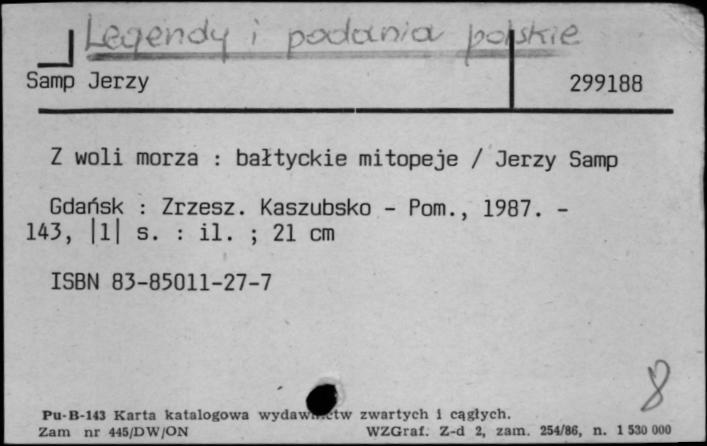 Legendy i podania polskie
Samp Jerzy 299188
Z woli morza : bałtyckie mitopeje / Jerzy Samp
Gdańsk : Zrzesz. Kaszubsko - Pom., 1987. -
143, |1| s. : il. ; 21 cm
ISBN 83-85011-27-7
8
Pu-B-143 Karta katalogowa wydawnictw zwartych i ciągłych.
Zam nr 445/DW/ON WZGraf. Z-d 2, zam. 254/86, n. 1 530 000